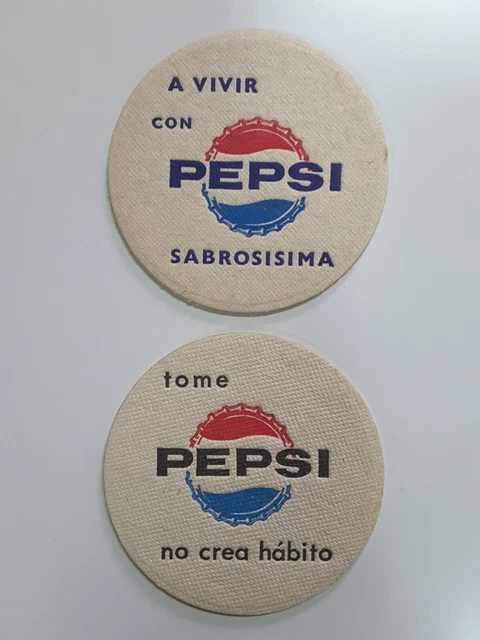 A VIVIR
CON
PEPSI
SABROSISIMA
tome
PEPSI
no crea hábito